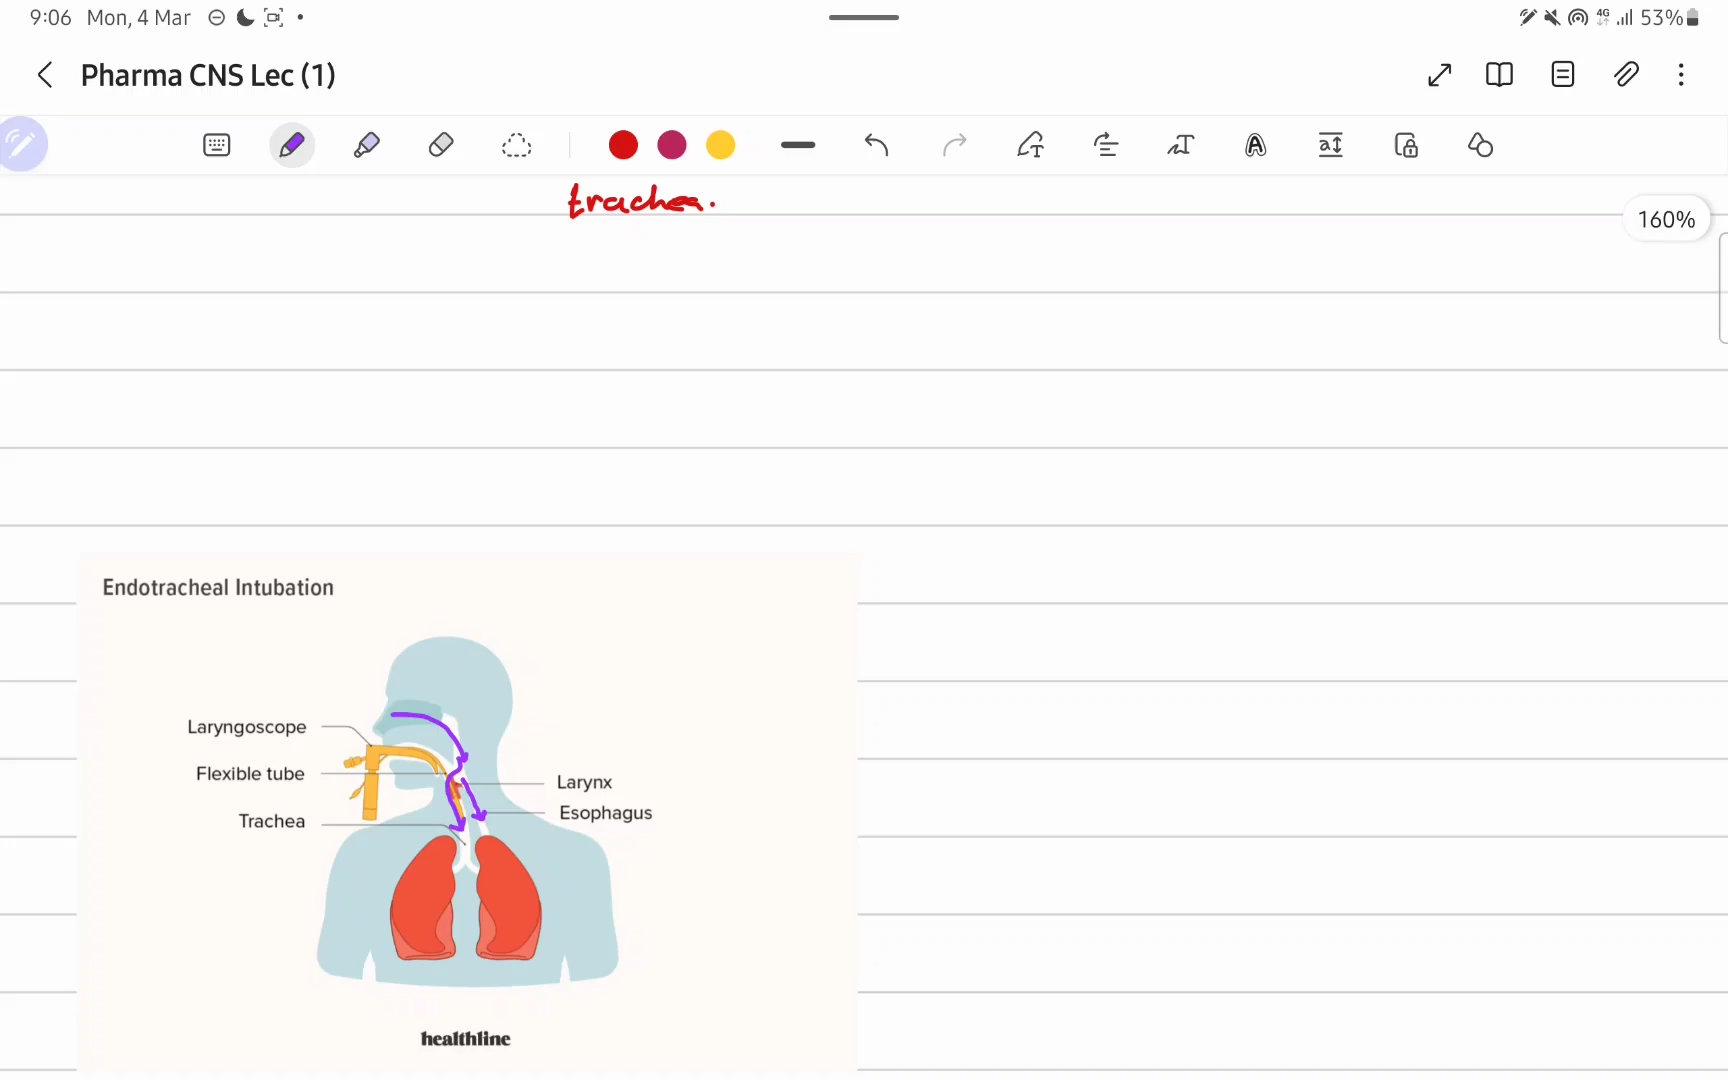 9:06 Mon, 4 Mar
4G 53%
Pharma CNS Lec (1)
trachea.
160%
Endotracheal Intubation
Laryngoscope
Flexible tube
Larynx
Esophagus
Trachea
healthline